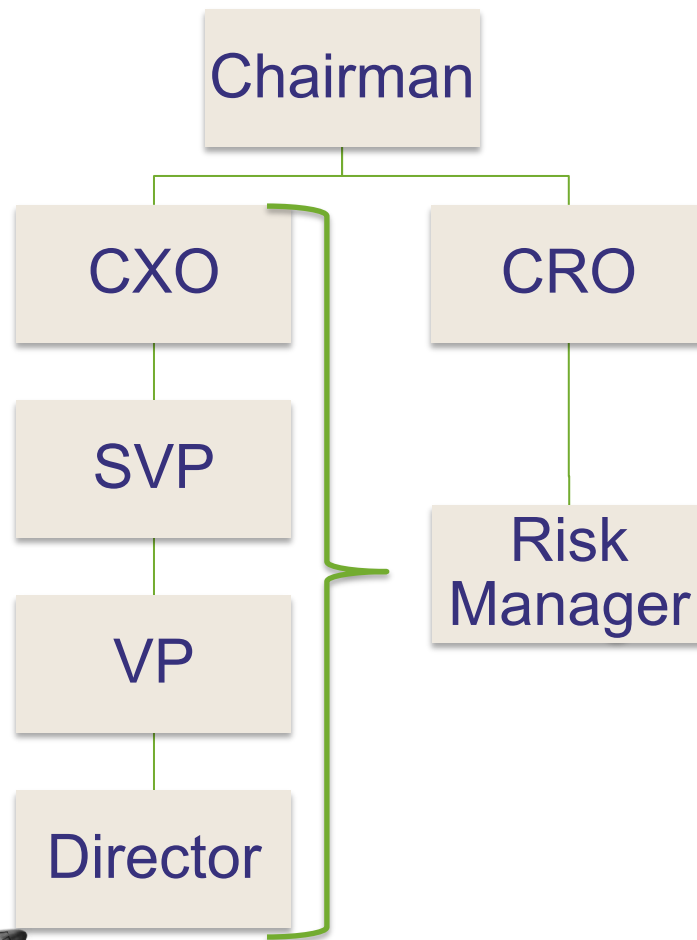 Chairman
CXO
CRO
SVP
Risk
Manager
VP
Director